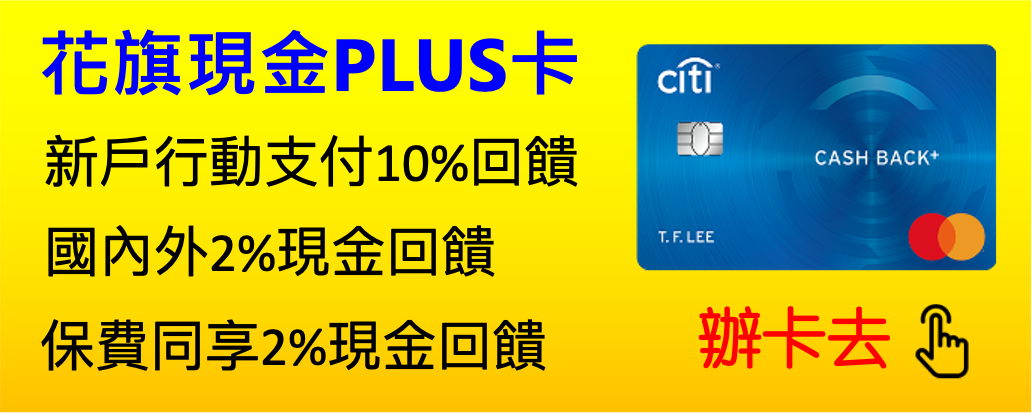 花旗現金PLUS卡
新戶行動支付10%回饋
國內外2%現金回饋
保費同享2%現金回饋
citi®
CASH BACK+
T. F. LEE
辦卡去